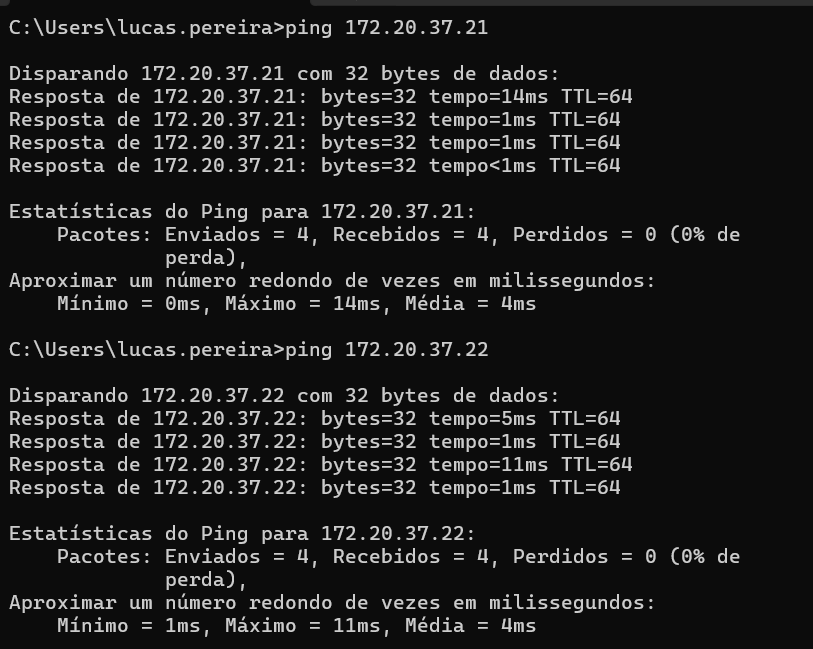 C:\Users\lucas.pereira>ping 172.20.37.21
Disparando 172.20.37.21 com 32 bytes de dados:
Resposta de 172.20.37.21: bytes=32 tempo=14ms TTL=64
Resposta de 172.20.37.21: bytes=32 tempo=1ms TTL=64
Resposta de 172.20.37.21: bytes=32 tempo=1ms TTL=64
Resposta de 172.20.37.21: bytes=32 tempo<1ms TTL=64
Estatísticas do Ping para 172.20.37.21:
Pacotes: Enviados = 4, Recebidos = 4, Perdidos = 0 (0% de
perda),
Aproximar um número redondo de vezes em milissegundos:
Mínimo = 0ms, Máximo = 14ms, Média = 4ms
C:\Users\lucas.pereira>ping 172.20.37.22
Disparando 172.20.37.22 com 32 bytes de dados:
Resposta de 172.20.37.22: bytes=32 tempo=5ms TTL=64
Resposta de 172.20.37.22: bytes=32 tempo=1ms TTL=64
Resposta de 172.20.37.22: bytes=32 tempo=11ms TTL=64
Resposta de 172.20.37.22: bytes=32 tempo=1ms TTL=64
Estatísticas do Ping para 172.20.37.22:
Pacotes: Enviados = 4, Recebidos = 4, Perdidos = 0 (0% de
perda),
Aproximar um número redondo de vezes em milissegundos:
Mínimo = 1ms, Máximo = 11ms, Média = 4ms